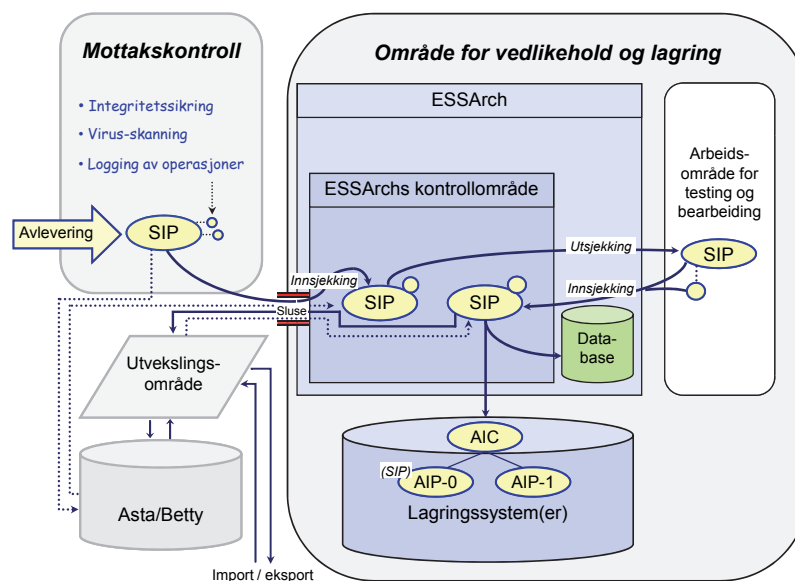 Mottakskontroll
• Integritetssikring
• Virus-skanning
• Logging av operasjoner
Avlevering
SIP
Område for vedlikehold og lagring
ESSArch
ESSArchs kontrollområde
Arbeids-
område for
testing og
bearbeiding
Utsjekking
SIP
Innsjekking
SIP
SIP
Innsjekking
Sluse
Data-
base
Utvekslings-
område
Asta/Betty
Import / eksport
AIC
(SIP)
AIP-0
AIP-1
Lagringssystem(er)